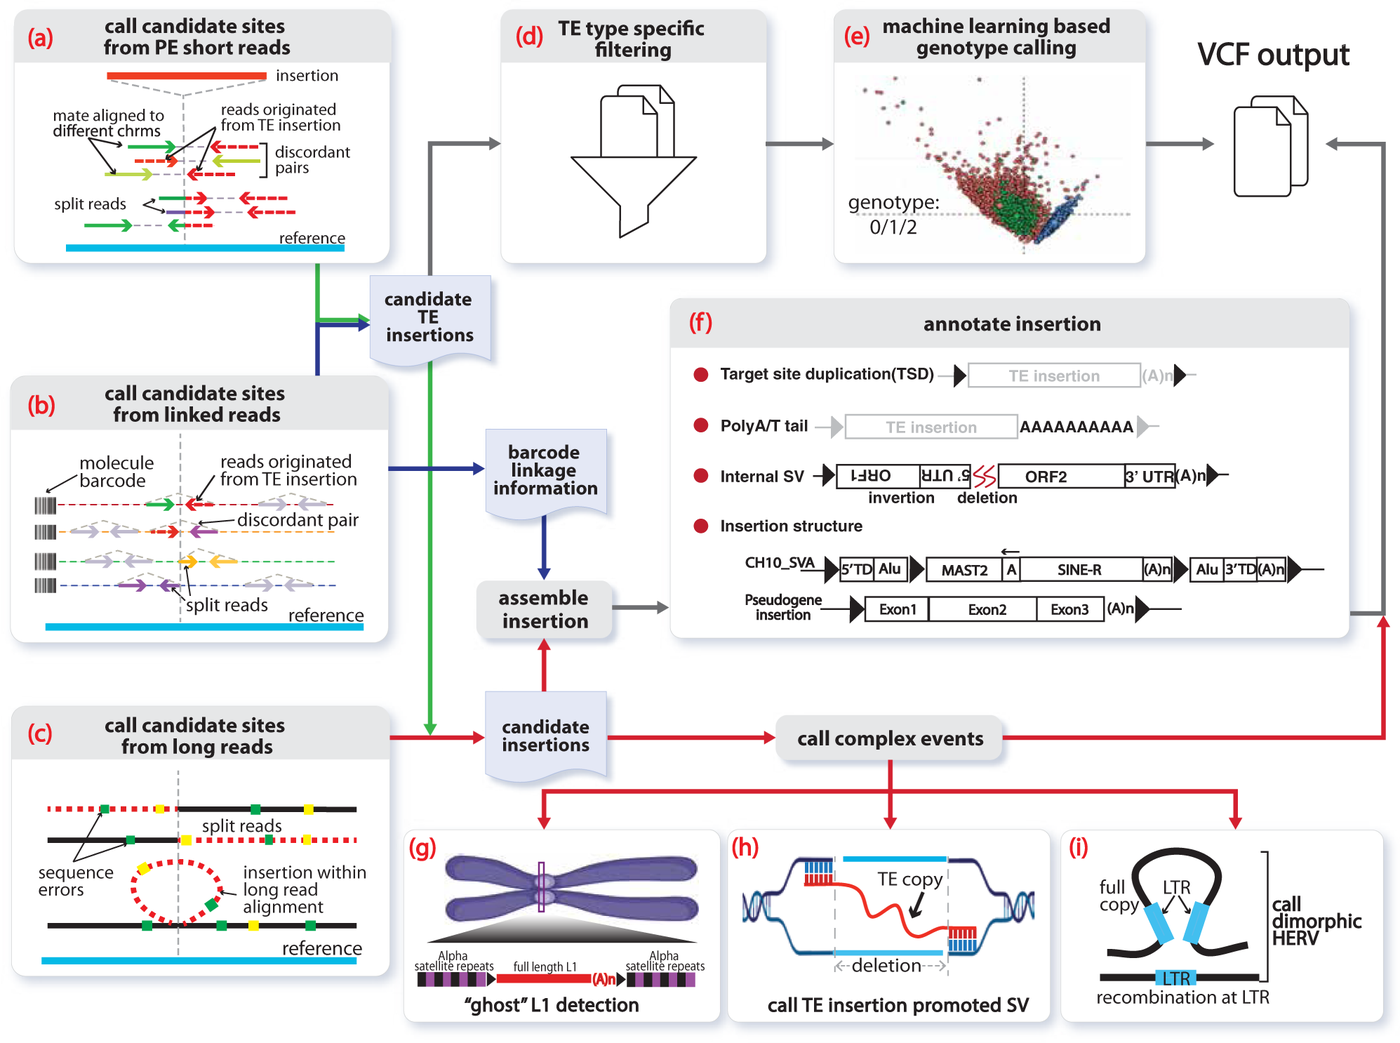 (a)
call candidate sites
from PE short reads
insertion
mate aligned to
different chrms
reads originated
from TE insertion
discordant
pairs
split reads
reference
(d)
TE type specific
filtering
(e)
machine learning based
genotype calling
genotype:
0/1/2
VCF output
candidate
TE
insertions
(b)
call candidate sites
from linked reads
molecule
barcode
reads originated
from TE insertion
discordant pair
split reads
reference
barcode
linkage
information
assemble
insertion
(f)
annotate insertion
Target site duplication(TSD)
TE insertion
(A)n
PolyA/T tail
TE insertion
AAAAAAAAAA
Internal SV
ORF1
5' UTR
ORF2
3' UTR
(A)n
inversion
deletion
Insertion structure
CH10_SVA
5'TD
Alu
MAST2
A
SINE-R
(A)n
Alu
3'TD
(A)n
Pseudogene
insertion
Exon1
Exon2
Exon3
(A)n
(c)
call candidate sites
from long reads
split reads
sequence
errors
insertion within
long read
alignment
reference
candidate
insertions
call complex events
(g)
Alpha
satellite repeats
full length L1
(A)n
Alpha
satellite repeats
“ghost” L1 detection
(h)
TE copy
deletion
call TE insertion promoted SV
(i)
full
copy
LTR
call
dimorphic
HERV
LTR
recombination at LTR